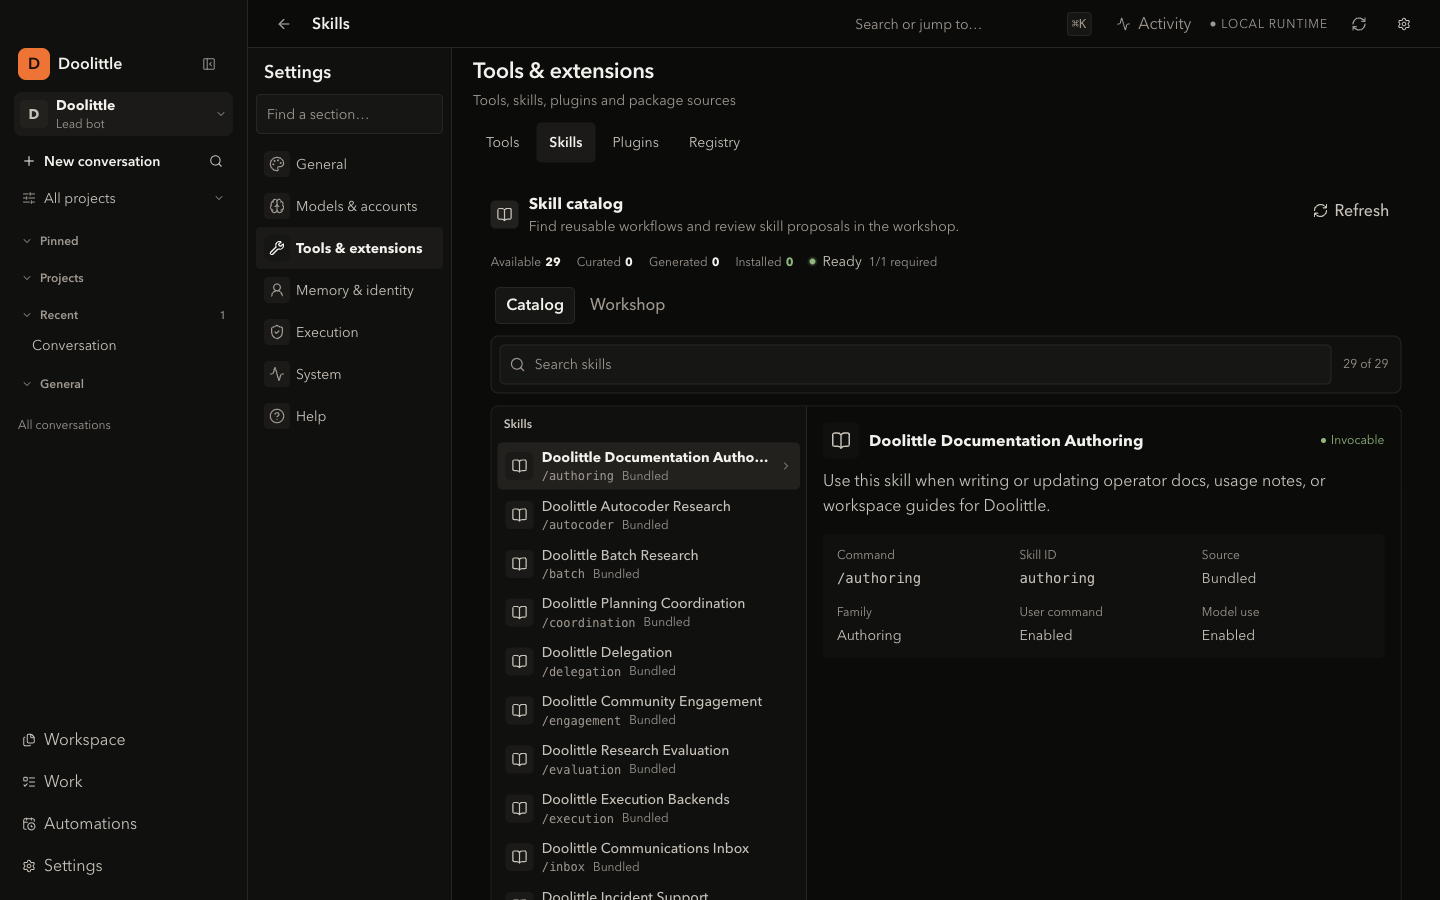 Skills
Search or jump to…
⌘K
Activity
LOCAL RUNTIME
D
Doolittle
D
Doolittle
Lead bot
New conversation
All projects
Pinned
Projects
Recent
1
Conversation
General
All conversations
Workspace
Work
Automations
Settings
Settings
Find a section…
General
Models & accounts
Tools & extensions
Memory & identity
Execution
System
Help
Tools & extensions
Tools, skills, plugins and package sources
Tools
Skills
Plugins
Registry
Skill catalog
Find reusable workflows and review skill proposals in the workshop.
Refresh
Available 29 Curated 0 Generated 0 Installed 0 Ready 1/1 required
Catalog
Workshop
Search skills
29 of 29
Skills
Doolittle Documentation Autho…
/authoring Bundled
Doolittle Autocoder Research
/autocoder Bundled
Doolittle Batch Research
/batch Bundled
Doolittle Planning Coordination
/coordination Bundled
Doolittle Delegation
/delegation Bundled
Doolittle Community Engagement
/engagement Bundled
Doolittle Research Evaluation
/evaluation Bundled
Doolittle Execution Backends
/execution Bundled
Doolittle Communications Inbox
/inbox Bundled
Doolittle Incident Support
Doolittle Documentation Authoring
Invocable
Use this skill when writing or updating operator docs, usage notes, or
workspace guides for Doolittle.
Command
Skill ID
Source
/authoring
authoring
Bundled
Family
User command
Model use
Authoring
Enabled
Enabled